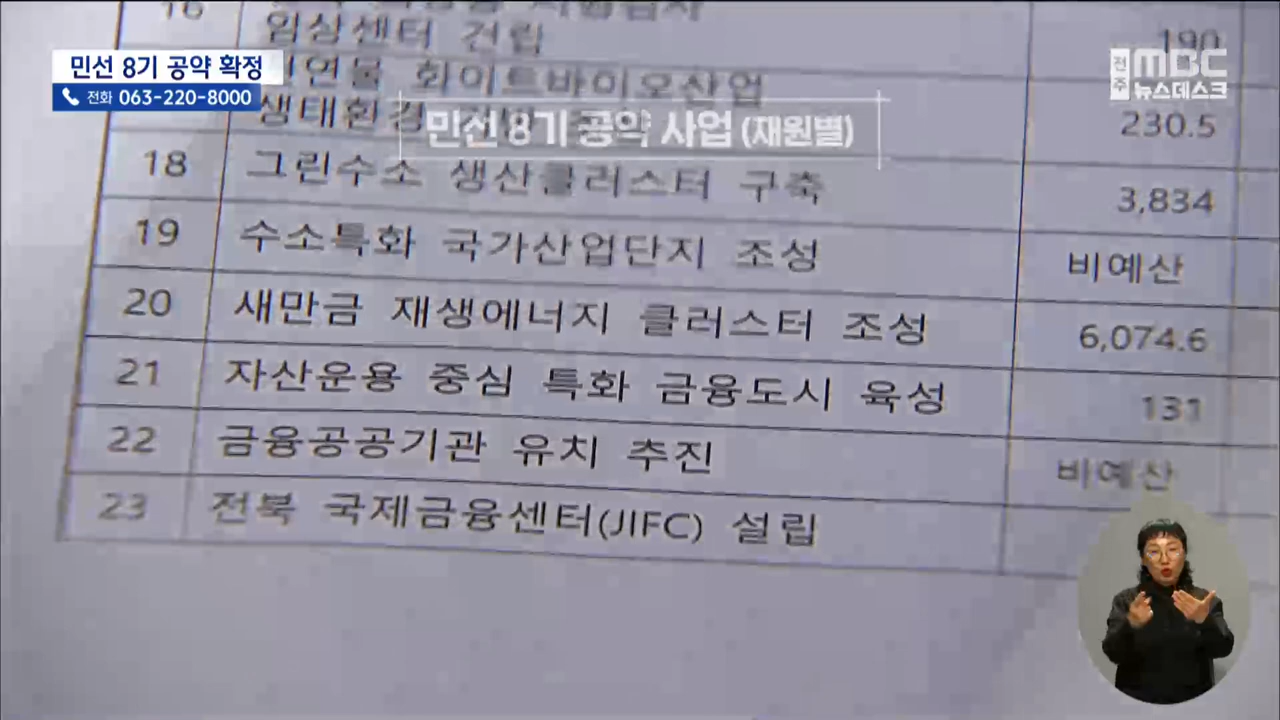 민선 8기 공약 확정
전화 063-220-8000
전주 MBC
뉴스데스크
민선 8기 공약 사업 (재원별)
16
임상센터 건립
190
화이트바이오산업
생태환경
230.5
18 그린수소 생산클러스터 구축 3,834
19 수소특화 국가산업단지 조성 비예산
20 새만금 재생에너지 클러스터 조성 6,074.6
21 자산운용 중심 특화 금융도시 육성 131
22 금융공공기관 유치 추진 비예산
23 전북 국제금융센터(JIFC) 설립